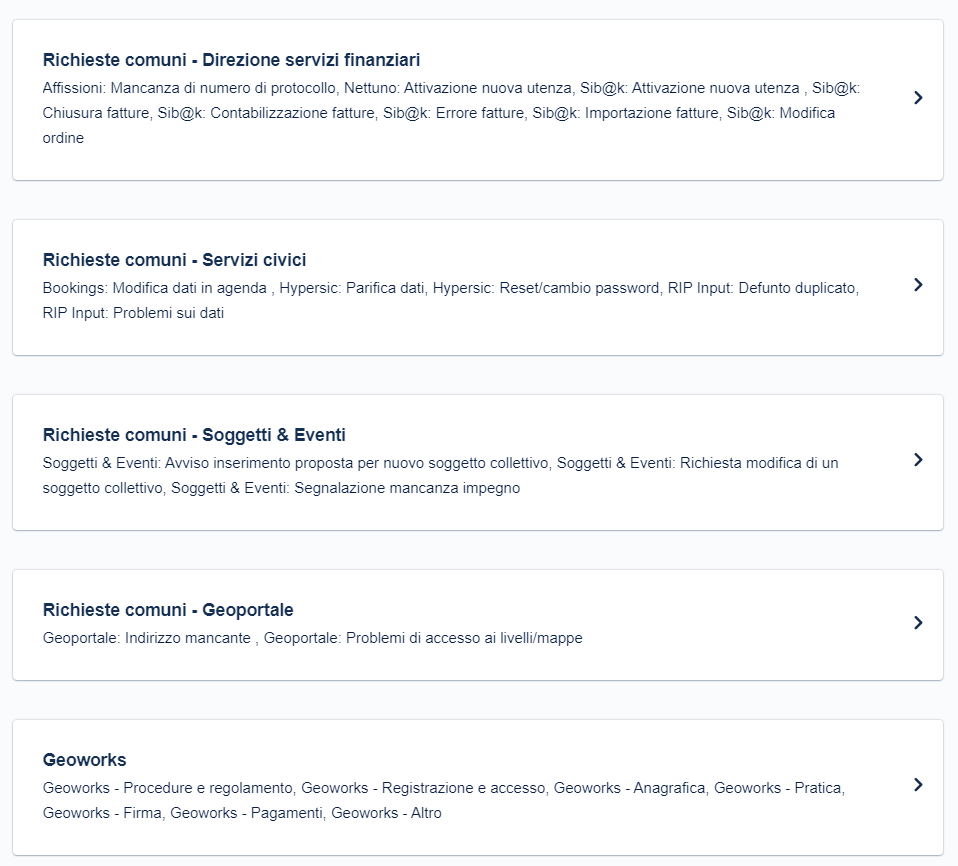 Richieste comuni - Direzione servizi finanziari
Affissioni: Mancanza di numero di protocollo, Nettuno: Attivazione nuova utenza, Sib@k: Attivazione nuova utenza , Sib@k:
Chiusura fatture, Sib@k: Contabilizzazione fatture, Sib@k: Errore fatture, Sib@k: Importazione fatture, Sib@k: Modifica
ordine
Richieste comuni - Servizi civici
Bookings: Modifica dati in agenda , Hypersic: Parifica dati, Hypersic: Reset/cambio password, RIP Input: Defunto duplicato,
RIP Input: Problemi sui dati
Richieste comuni - Soggetti & Eventi
Soggetti & Eventi: Avviso inserimento proposta per nuovo soggetto collettivo, Soggetti & Eventi: Richiesta modifica di un
soggetto collettivo, Soggetti & Eventi: Segnalazione mancanza impegno
Richieste comuni - Geoportale
Geoportale: Indirizzo mancante , Geoportale: Problemi di accesso ai livelli/mappe
Geoworks
Geoworks - Procedure e regolamento, Geoworks - Registrazione e accesso, Geoworks - Anagrafica, Geoworks - Pratica,
Geoworks - Firma, Geoworks - Pagamenti, Geoworks - Altro